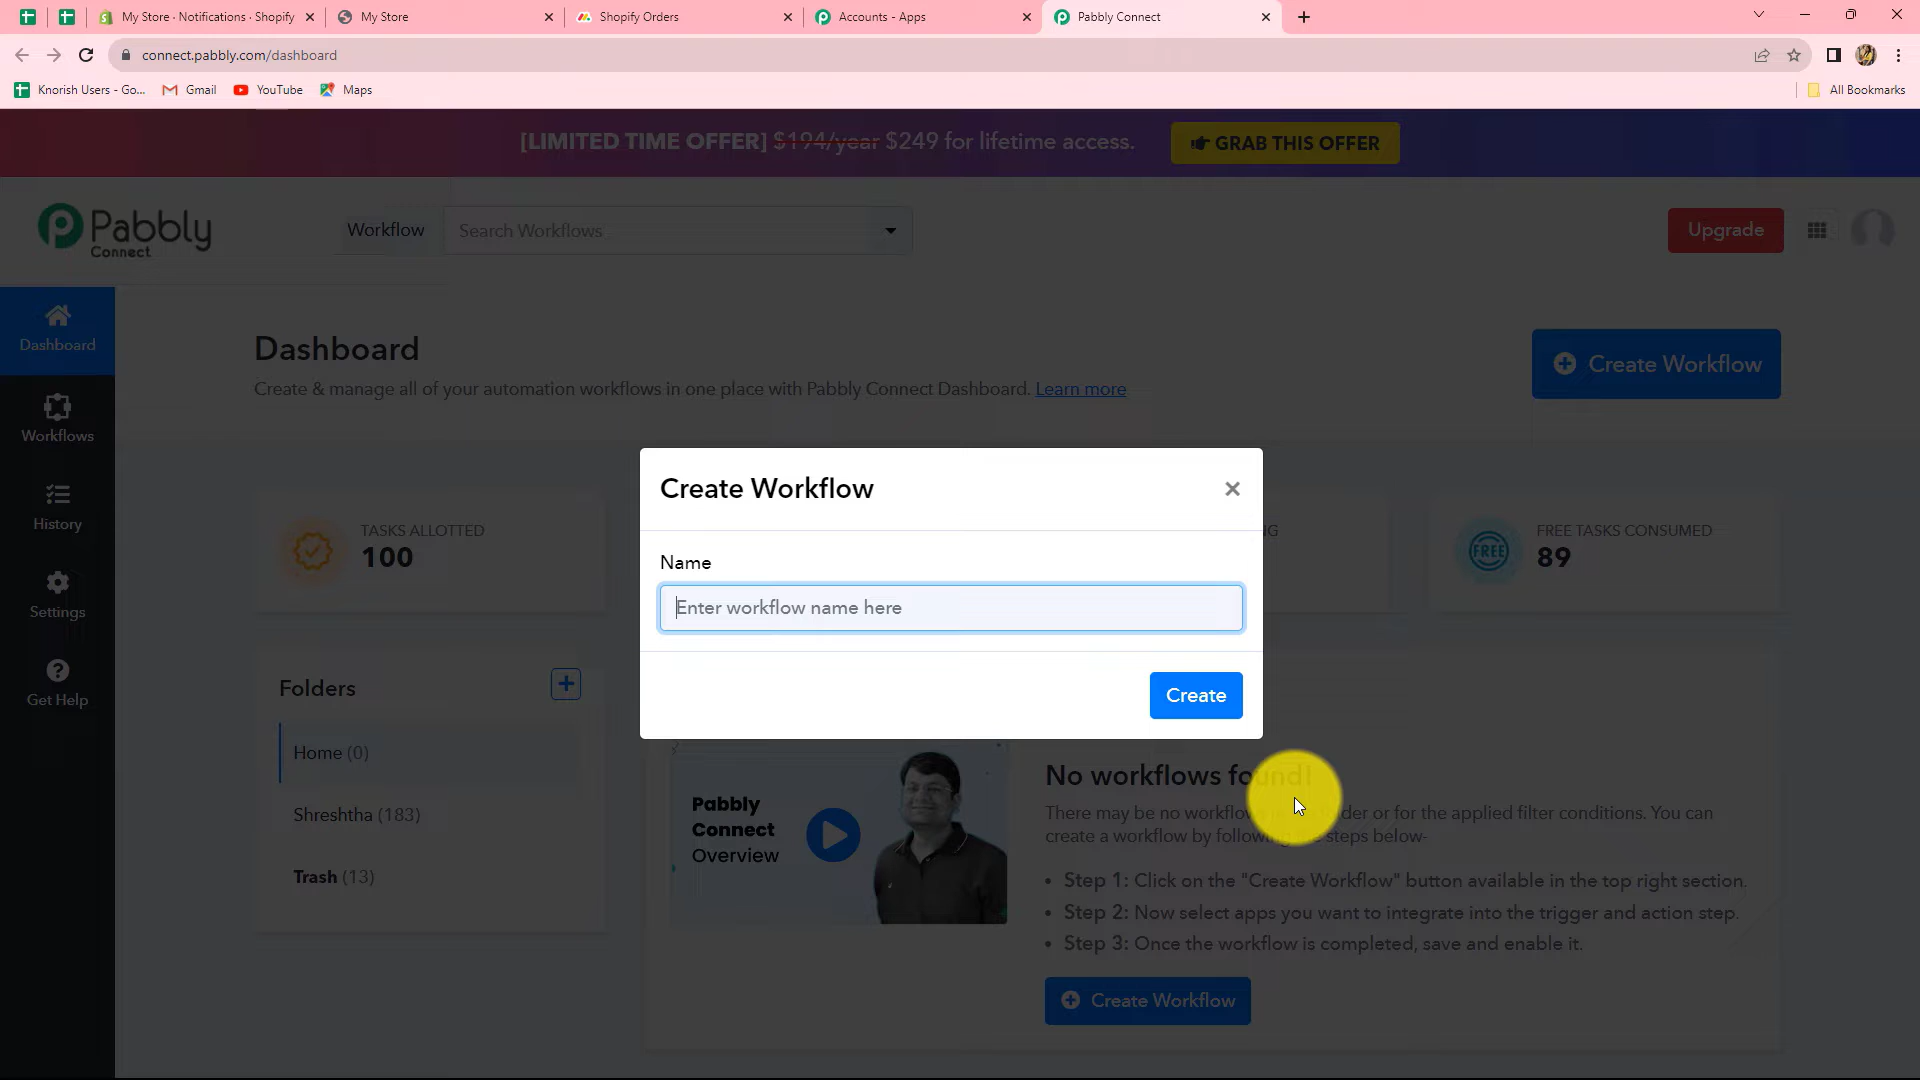 My Store · Notifications · Shopify
My Store
Shopify Orders
Accounts - Apps
Pabbly Connect
connect.pabbly.com/dashboard
Knorish Users - Go...
Gmail
YouTube
Maps
All Bookmarks
[LIMITED TIME OFFER] $194/year $249 for lifetime access.
GRAB THIS OFFER
Pabbly
Connect
Workflow
Search Workflows
Upgrade
Dashboard
Workflows
History
Settings
Get Help
Dashboard
Create & manage all of your automation workflows in one place with Pabbly Connect Dashboard. Learn more
Create Workflow
TASKS ALLOTTED
100
FREE
FREE TASKS CONSUMED
89
Create Workflow
Name
Enter workflow name here
Create
Folders
Home (0)
Shreshtha (183)
Trash (13)
Pabbly
Connect
Overview
No workflows found!
There may be no workflow der or for the applied filter conditions. You can
create a workflow by following the steps below-
Step 1: Click on the "Create Workflow" button available in the top right section.
Step 2: Now select apps you want to integrate into the trigger and action step.
Step 3: Once the workflow is completed, save and enable it.
Create Workflow